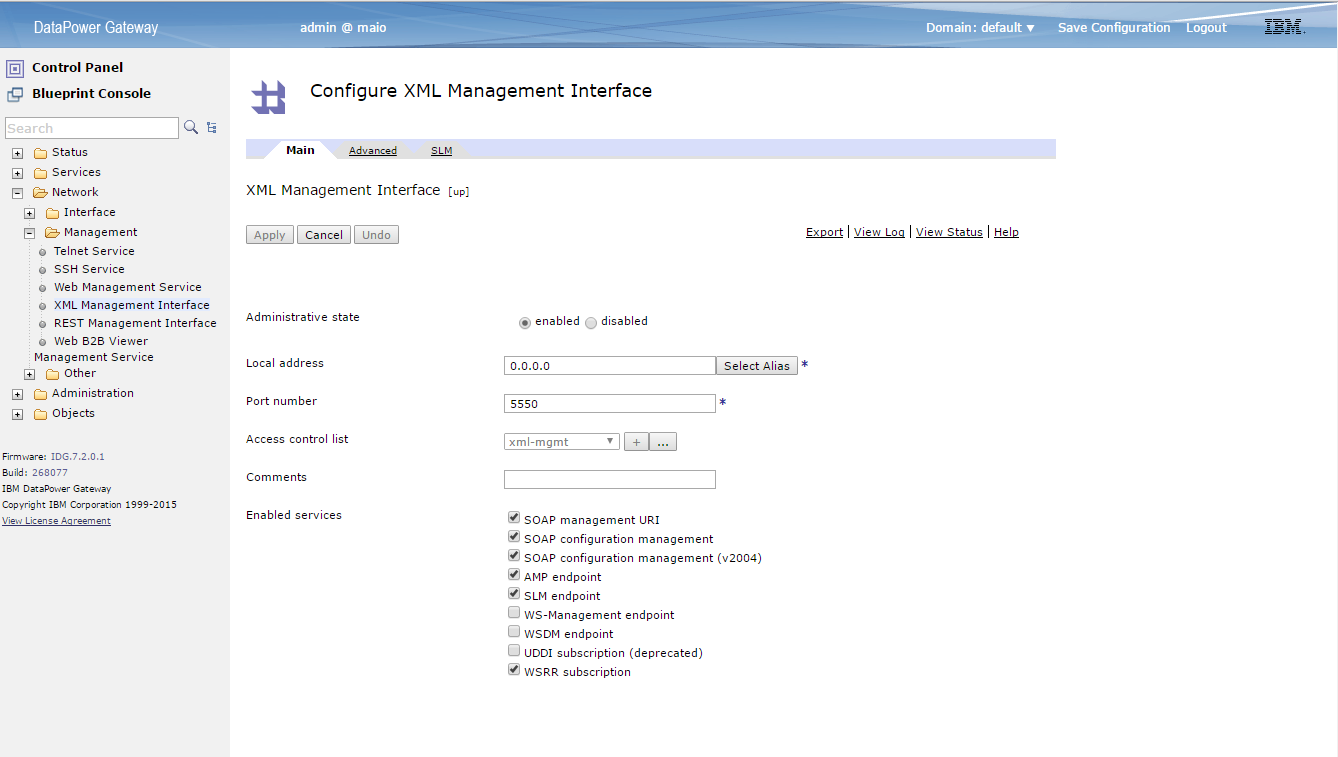 DataPower Gateway admin @ maio Domain: default ▼ Save Configuration Logout IBM.
Control Panel
Blueprint Console
Search
Status
Services
Network
Interface
Management
Telnet Service
SSH Service
Web Management Service
XML Management Interface
REST Management Interface
Web B2B Viewer
Management Service
Other
Administration
Objects
Firmware: IDG.7.2.0.1
Build: 268077
IBM DataPower Gateway
Copyright IBM Corporation 1999-2015
View License Agreement
Configure XML Management Interface
Main Advanced SLM
XML Management Interface [up]
Apply Cancel Undo Export | View Log | View Status | Help
Administrative state enabled disabled
Local address 0.0.0.0 Select Alias *
Port number 5550 *
Access control list xml-mgmt ▼ + ...
Comments
Enabled services
SOAP management URI
SOAP configuration management
SOAP configuration management (v2004)
AMP endpoint
SLM endpoint
WS-Management endpoint
WSDM endpoint
UDDI subscription (deprecated)
WSRR subscription